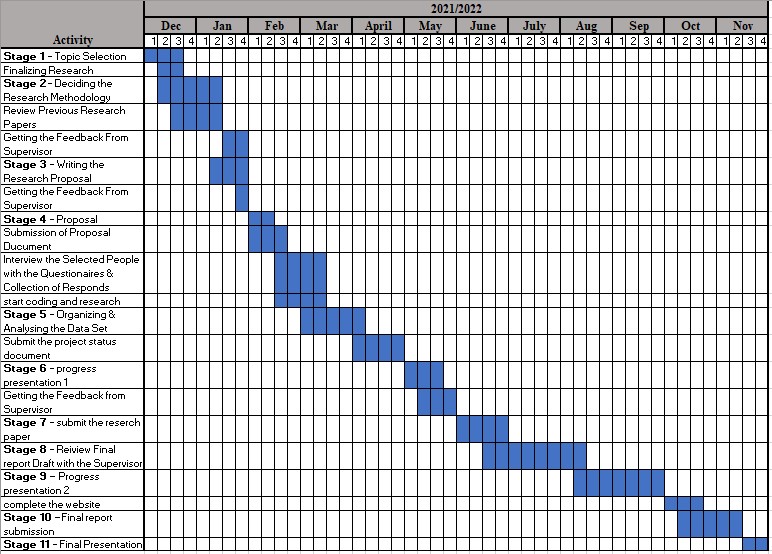 2021/2022
Activity Dec Jan Feb Mar April May June July Aug Sep Oct Nov
1 2 3 4 1 2 3 4 1 2 3 4 1 2 3 4 1 2 3 4 1 2 3 4 1 2 3 4 1 2 3 4 1 2 3 4 1 2 3 4 1 2 3 4 1 2 3 4
Stage 1 - Topic Selection
Finalizing Research
Stage 2- Deciding the
Research Methodology
Review Previous Research
Papers
Getting the Feedback From
Supervisor
Stage 3 - Writing the
Research Proposal
Getting the Feedback From
Supervisor
Stage 4 - Proposal
Submission of Proposal
Ducument
Interview the Selected People
with the Questionaires &
Collection of Responds
start coding and research
Stage 5 - Organizing &
Analysing the Data Set
Submit the project status
document
Stage 6 - progress
presentation 1
Getting the Feedback from
Supervisor
Stage 7 - submit the reserch
paper
Stage 8 - Reiview Final
report Draft with the Supervisor
Stage 9 - Progress
presentation 2
complete the website
Stage 10 -Final report
submission
Stage 11 - Final Presentation